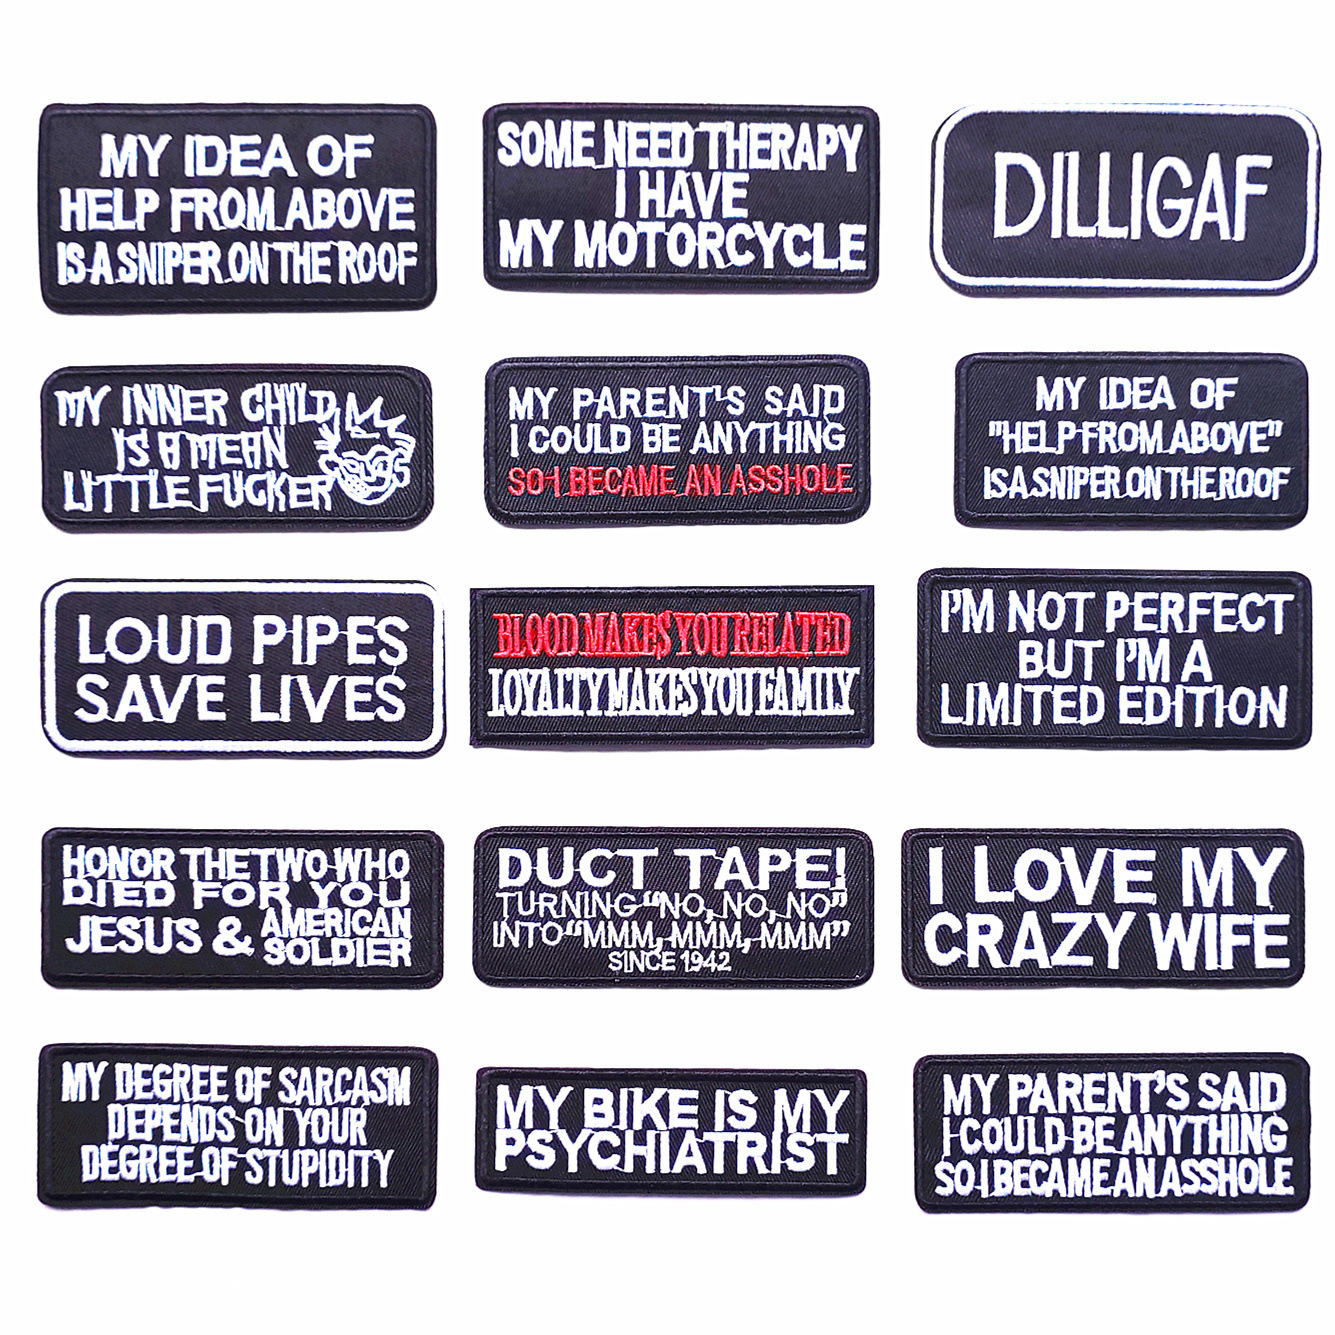 MY IDEA OF
HELP FROM ABOVE
IS A SNIPER ON THE ROOF
SOME NEED THERAPY
I HAVE
MY MOTORCYCLE
DILLIGAF
MY INNER CHILD
IS A MEAN
LITTLE FUCKER
MY PARENT'S SAID
I COULD BE ANYTHING
SO I BECAME AN ASSHOLE
MY IDEA OF
"HELP FROM ABOVE"
IS A SNIPER ON THE ROOF
LOUD PIPES
SAVE LIVES
BLOOD MAKES YOU RELATED
LOYALTY MAKES YOU FAMILY
I'M NOT PERFECT
BUT I'M A
LIMITED EDITION
HONOR THE TWO WHO
DIED FOR YOU
JESUS & AMERICAN
SOLDIER
DUCT TAPE!
TURNING “NO, NO, NO”
INTO “MMM, MMM, MMM”
SINCE 1942
I LOVE MY
CRAZY WIFE
MY DEGREE OF SARCASM
DEPENDS ON YOUR
DEGREE OF STUPIDITY
MY BIKE IS MY
PSYCHIATRIST
MY PARENT'S SAID
I COULD BE ANYTHING
SO I BECAME AN ASSHOLE